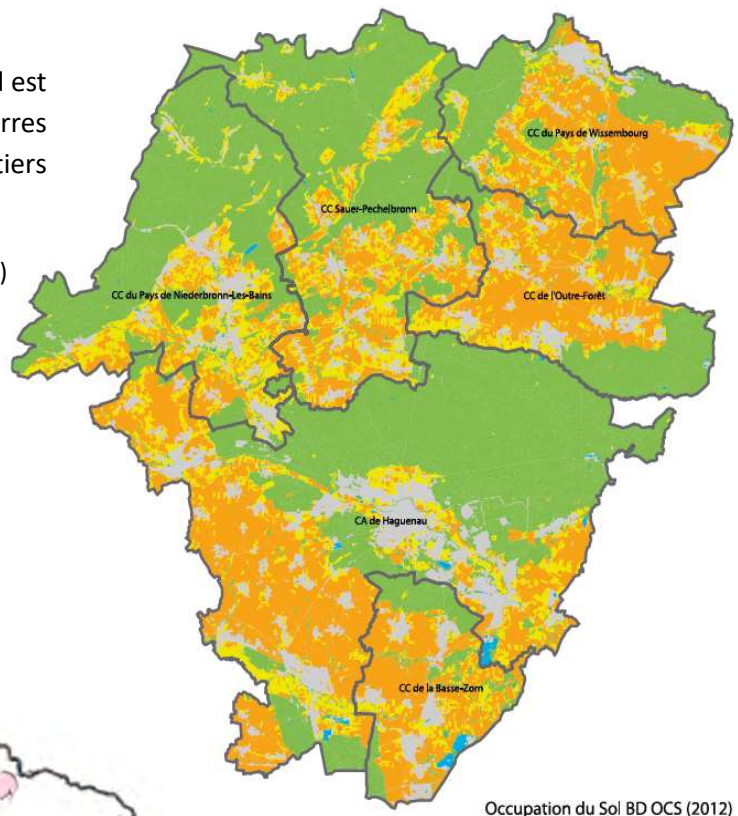 l est
rres
tiers
)
CC du Pays de Wissembourg
CC Sauer-Pechelbronn
CC du Pays de Niederbronn-Les-Bains
CC de l'Outre-Forêt
CA de Haguenau
CC de la Basse-Zorn
Occupation du Sol BD OCS (2012)